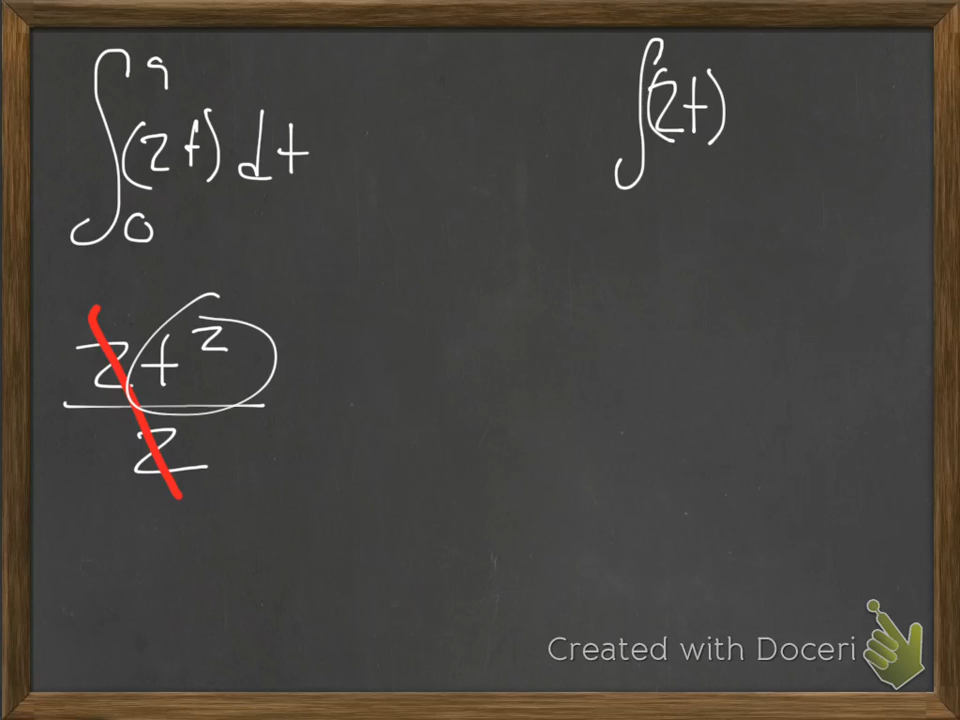 ∫₀⁹ (2t) dt
∫(2t)
2t²
2
Created with Doceri